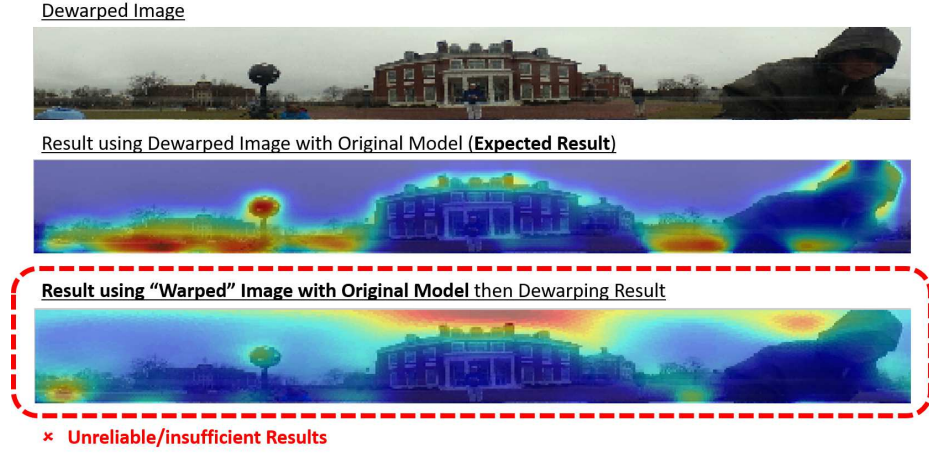 Dewarped Image
Result using Dewarped Image with Original Model (Expected Result)
Result using “Warped” Image with Original Model then Dewarping Result
× Unreliable/insufficient Results